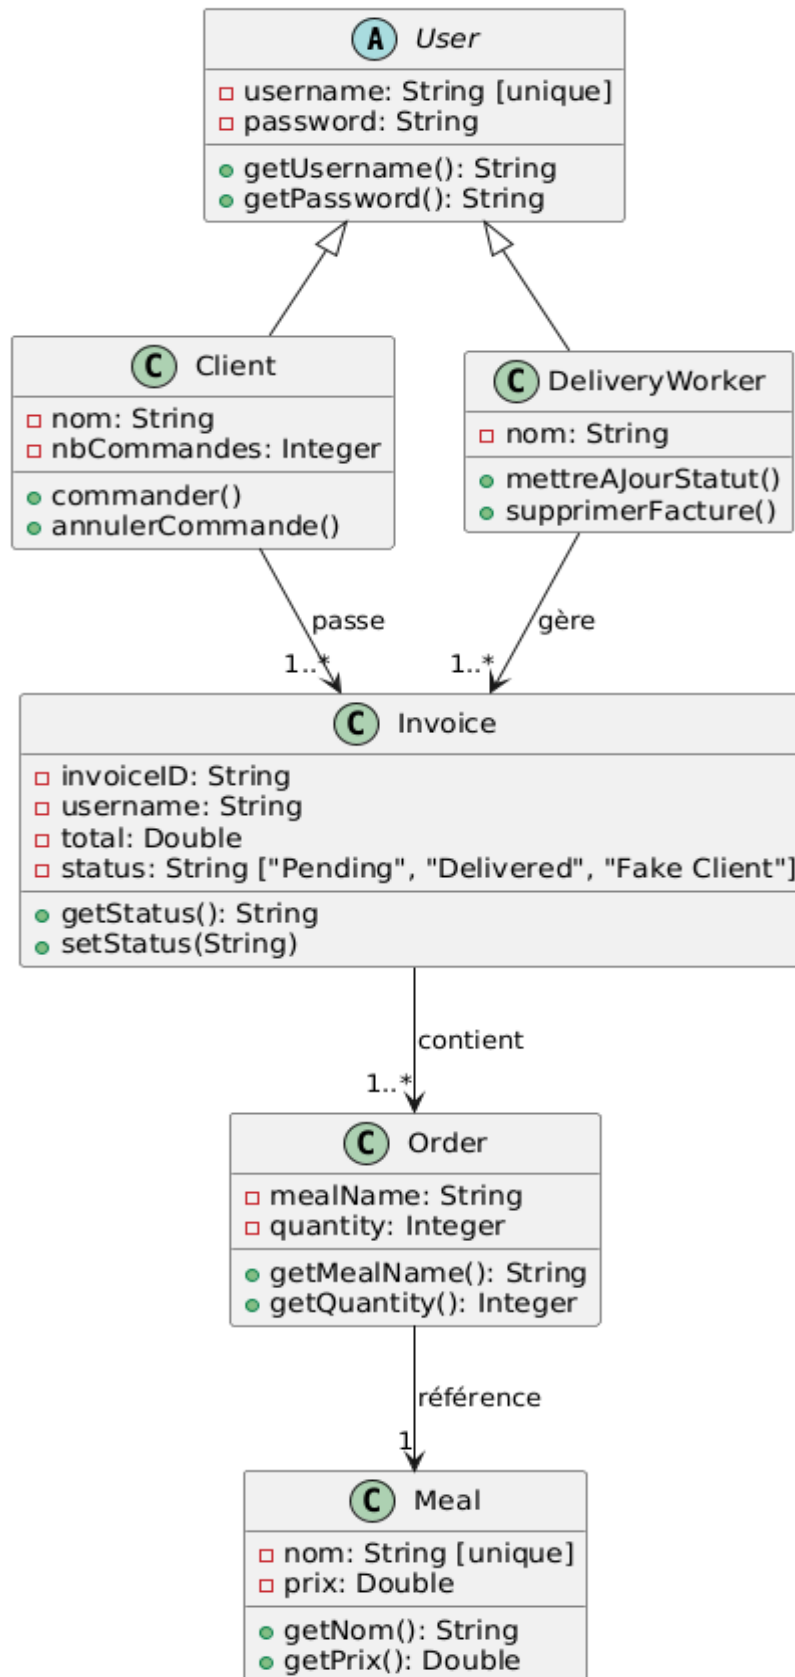 A User
username: String [unique]
password: String
getUsername(): String
getPassword(): String
C Client
nom: String
nbCommandes: Integer
commander()
annulerCommande()
C DeliveryWorker
nom: String
mettreAJourStatut()
supprimerFacture()
passe
1..*
gère
1..*
C Invoice
invoiceID: String
username: String
total: Double
status: String ["Pending", "Delivered", "Fake Client"]
getStatus(): String
setStatus(String)
contient
1..*
C Order
mealName: String
quantity: Integer
getMealName(): String
getQuantity(): Integer
référence
1
C Meal
nom: String [unique]
prix: Double
getNom(): String
getPrix(): Double